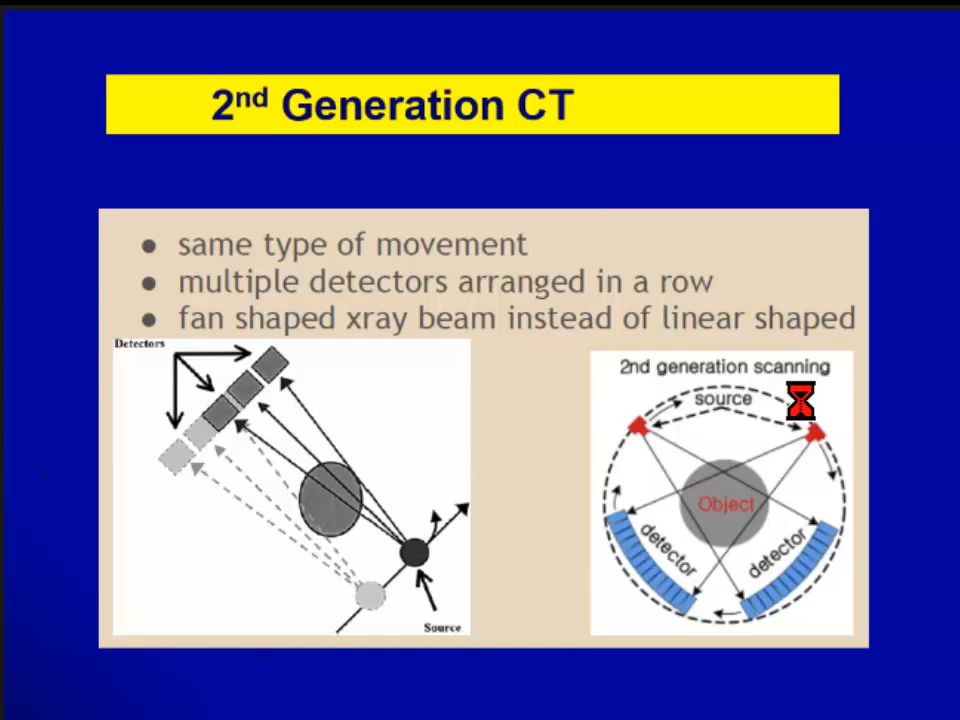 2nd Generation CT
● same type of movement
● multiple detectors arranged in a row
● fan shaped xray beam instead of linear shaped
Detectors
Source
2nd generation scanning
source
Object
detector
detector